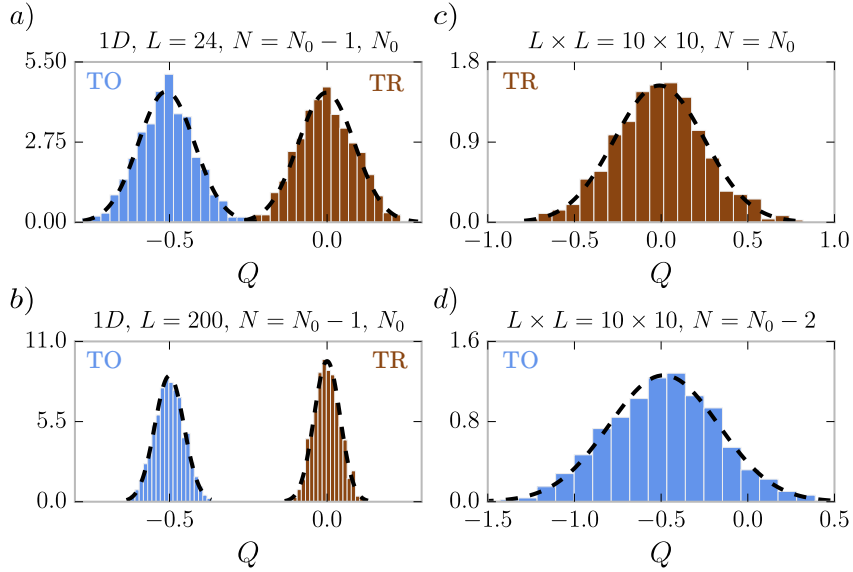 a)
1D, L = 24, N = N₀ − 1, N₀
TO
TR
5.50
2.75
0.00
−0.5
0.0
Q
b)
1D, L = 200, N = N₀ − 1, N₀
TO
TR
11.0
5.5
0.0
−0.5
0.0
Q
c)
L × L = 10 × 10, N = N₀
TR
1.8
0.9
0.0
−1.0
−0.5
0.0
0.5
1.0
Q
d)
L × L = 10 × 10, N = N₀ − 2
TO
1.6
0.8
0.0
−1.5
−1.0
−0.5
0.0
0.5
Q